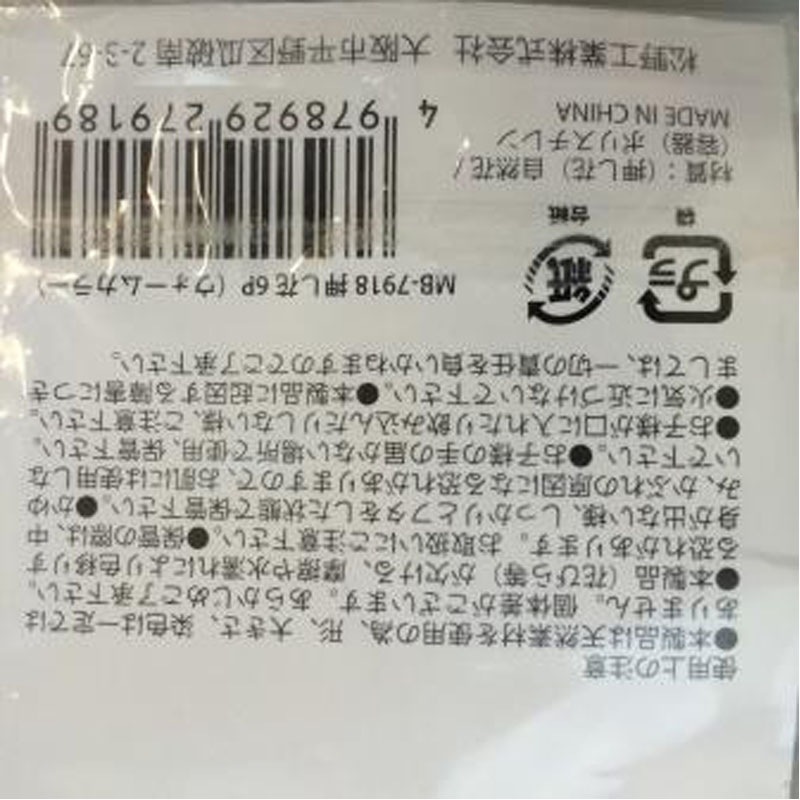 使用上の注意
●本製品は天然素材を使用の為、形、大きさ、染色は一定では
ありません。個体差がございます。あらかじめご了承下さい。
●本製品（花びら等）が欠ける、摩擦や水濡れにより色移りす
る恐れがあります。お取扱いにご注意下さい。●保管の際は、中
身が出ない様、しっかりとフタをした状態で保管下さい。●かゆ
み、かぶれの原因になる恐れがありますので、お肌には使用しな
いで下さい。●お子様の手の届かない場所で使用、保管下さい。
●お子様が口に入れたり飲み込んだりしない様、ご注意下さい。
●火気に近づけないで下さい。●本製品に起因する障害につき
ましては、一切の責任を負いかねますのでご了承下さい。
プラ
袋
紙
台紙
MB-7918 押し花 6P（ウォームカラー）
材質：（押し花）自然花/
（容器）ポリスチレン
MADE IN CHINA
4 978929 279189
松野工業株式会社 大阪市平野区瓜破南 2-3-67